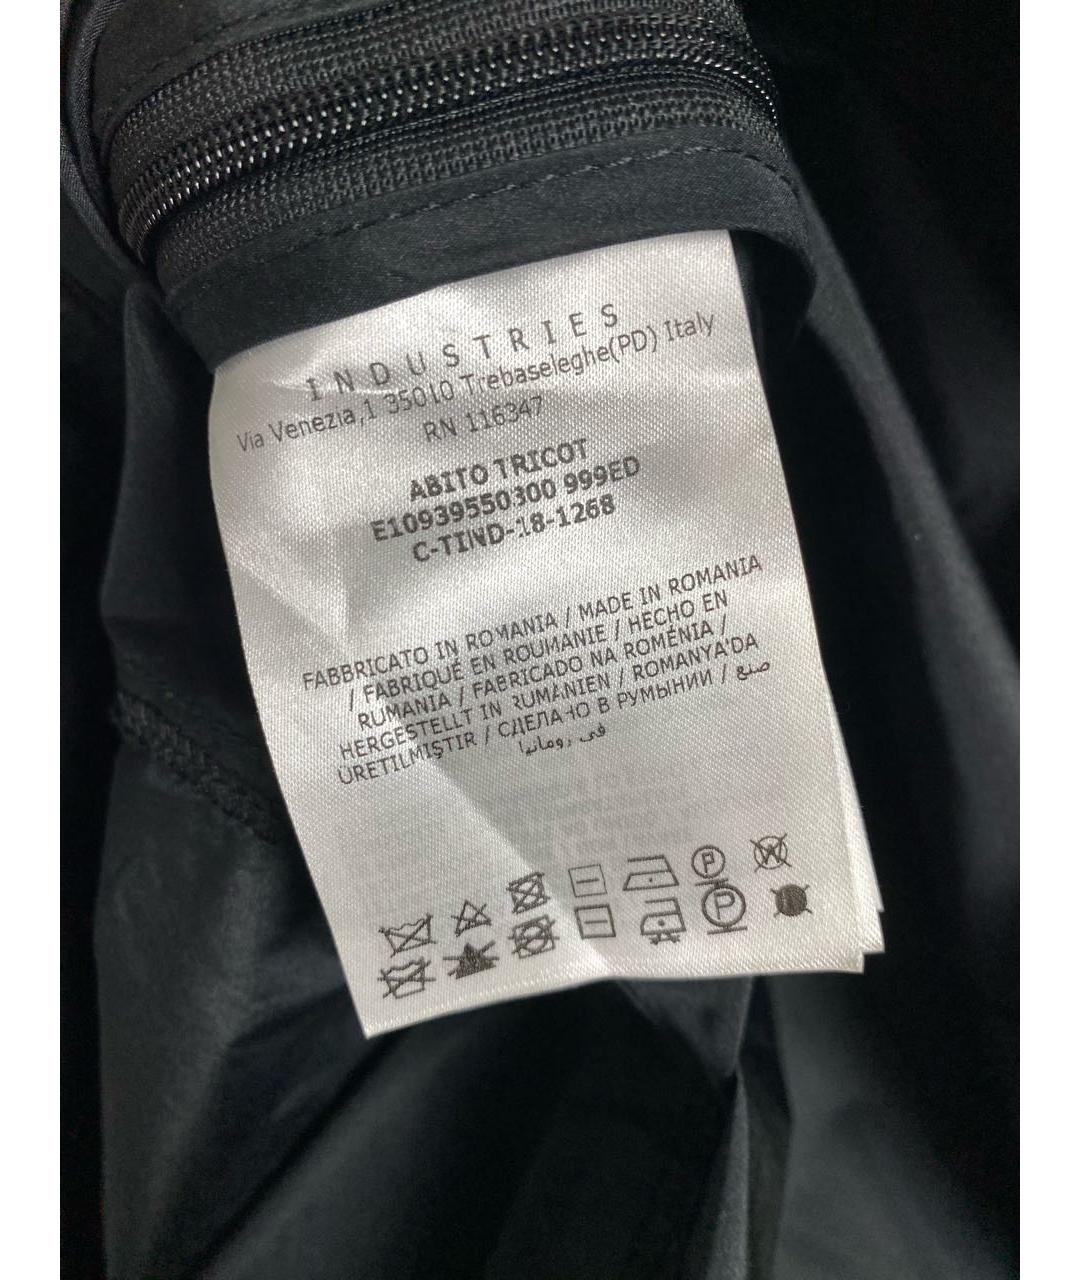 INDUSTRIES
Via Venezia,1 35010 Trebaseleghe(PD) Italy
RN 116347
ABITO TRICOT
E10939550300 999ED
C-TIND-18-1268
FABBRICATO IN ROMANIA / MADE IN ROMANIA
/ FABRIQUÉ EN ROUMANIE / HECHO EN
RUMANIA / FABRICADO NA ROMÉNIA /
HERGESTELLT IN RUMÄNIEN / ROMANYA'DA
ÜRETILMIŞTIR / СДЕЛАНО В РУМЫНИИ / صنع
في رومانيا
P W
P